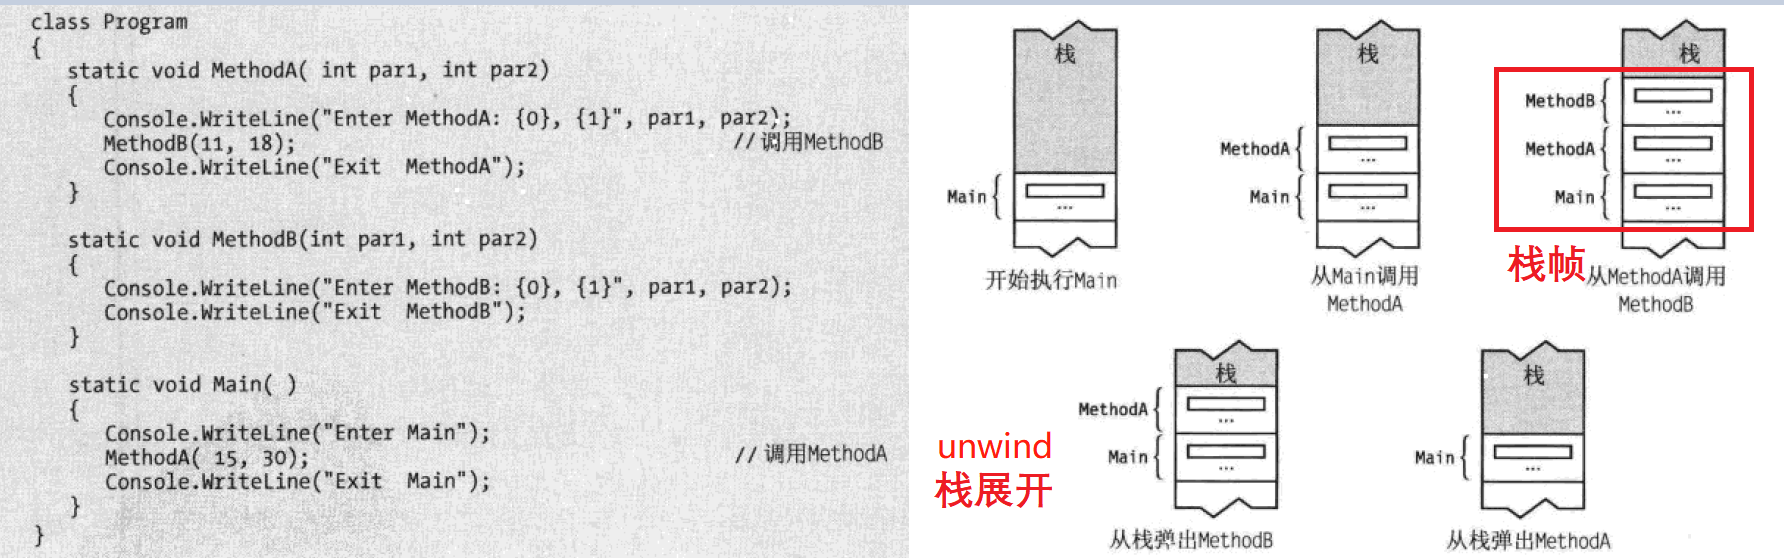 class Program
{
static void MethodA( int par1, int par2)
{
Console.WriteLine("Enter MethodA: {0}, {1}", par1, par2);
MethodB(11, 18); //调用MethodB
Console.WriteLine("Exit  MethodA");
}
static void MethodB(int par1, int par2)
{
Console.WriteLine("Enter MethodB: {0}, {1}", par1, par2);
Console.WriteLine("Exit  MethodB");
}
static void Main( )
{
Console.WriteLine("Enter Main");
MethodA( 15, 30); //调用MethodA
Console.WriteLine("Exit  Main");
}
}
栈
Main
...
开始执行Main
栈
MethodA
...
Main
...
从Main调用
MethodA
栈
MethodB
...
MethodA
...
Main
...
栈帧
从MethodA调用
MethodB
unwind
栈展开
栈
MethodA
...
Main
...
从栈弹出MethodB
栈
Main
...
从栈弹出MethodA